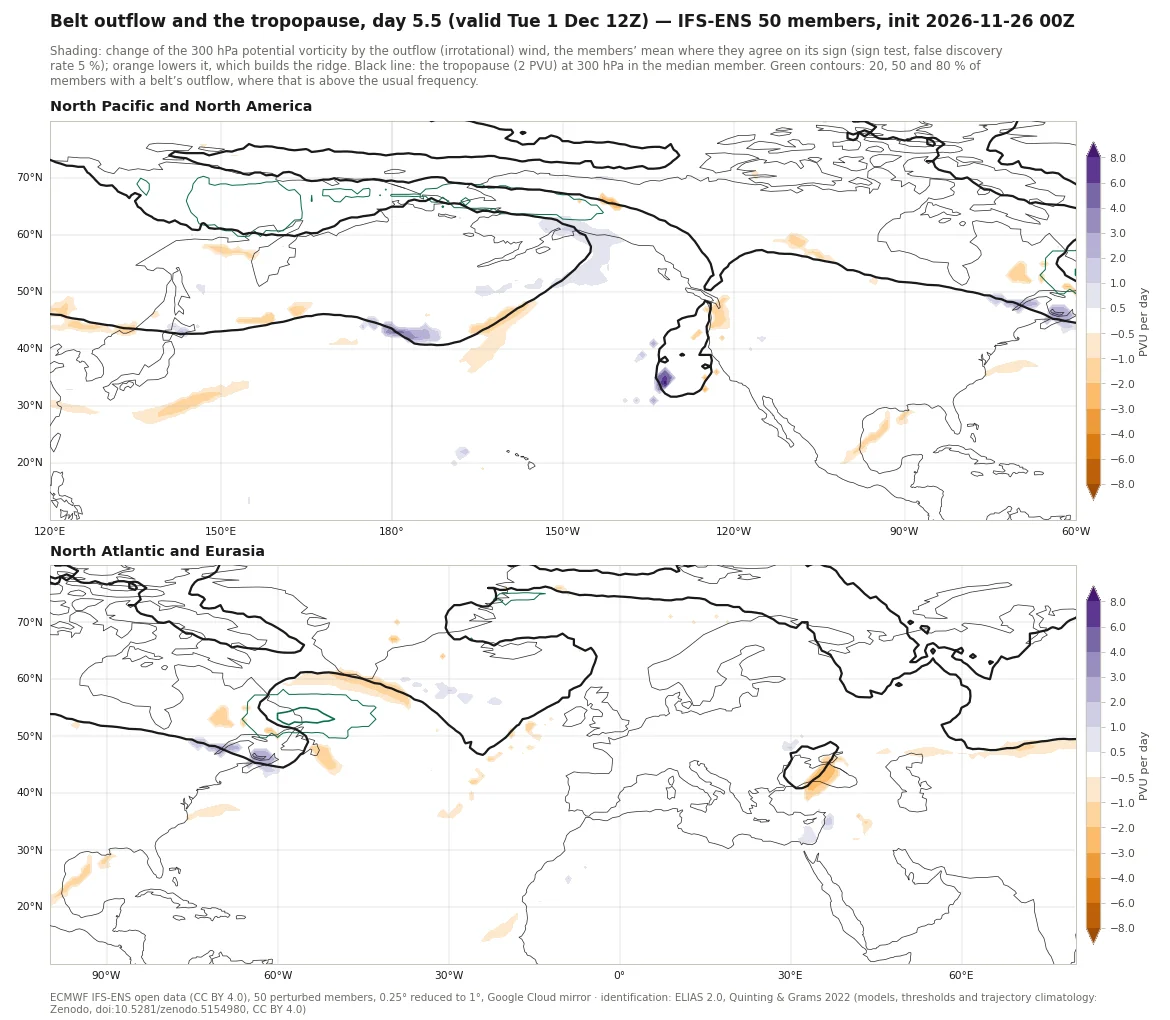 Belt outflow and the tropopause, day 5.5 (valid Tue 1 Dec 12Z) — IFS-ENS 50 members, init 2026-11-26 00Z
Shading: change of the 300 hPa potential vorticity by the outflow (irrotational) wind, the members’ mean where they agree on its sign (sign test, false discovery
rate 5 %); orange lowers it, which builds the ridge. Black line: the tropopause (2 PVU) at 300 hPa in the median member. Green contours: 20, 50 and 80 % of
members with a belt’s outflow, where that is above the usual frequency.
North Pacific and North America
70°N
60°N
50°N
40°N
30°N
20°N
120°E
150°E
180°
150°W
120°W
90°W
60°W
8.0
6.0
4.0
3.0
2.0
1.0
0.5
−0.5
−1.0
−2.0
−3.0
−4.0
−6.0
−8.0
PVU per day
North Atlantic and Eurasia
70°N
60°N
50°N
40°N
30°N
20°N
90°W
60°W
30°W
0°
30°E
60°E
8.0
6.0
4.0
3.0
2.0
1.0
0.5
−0.5
−1.0
−2.0
−3.0
−4.0
−6.0
−8.0
PVU per day
ECMWF IFS-ENS open data (CC BY 4.0), 50 perturbed members, 0.25° reduced to 1°, Google Cloud mirror · identification: ELIAS 2.0, Quinting & Grams 2022 (models, thresholds and trajectory climatology:
Zenodo, doi:10.5281/zenodo.5154980, CC BY 4.0)